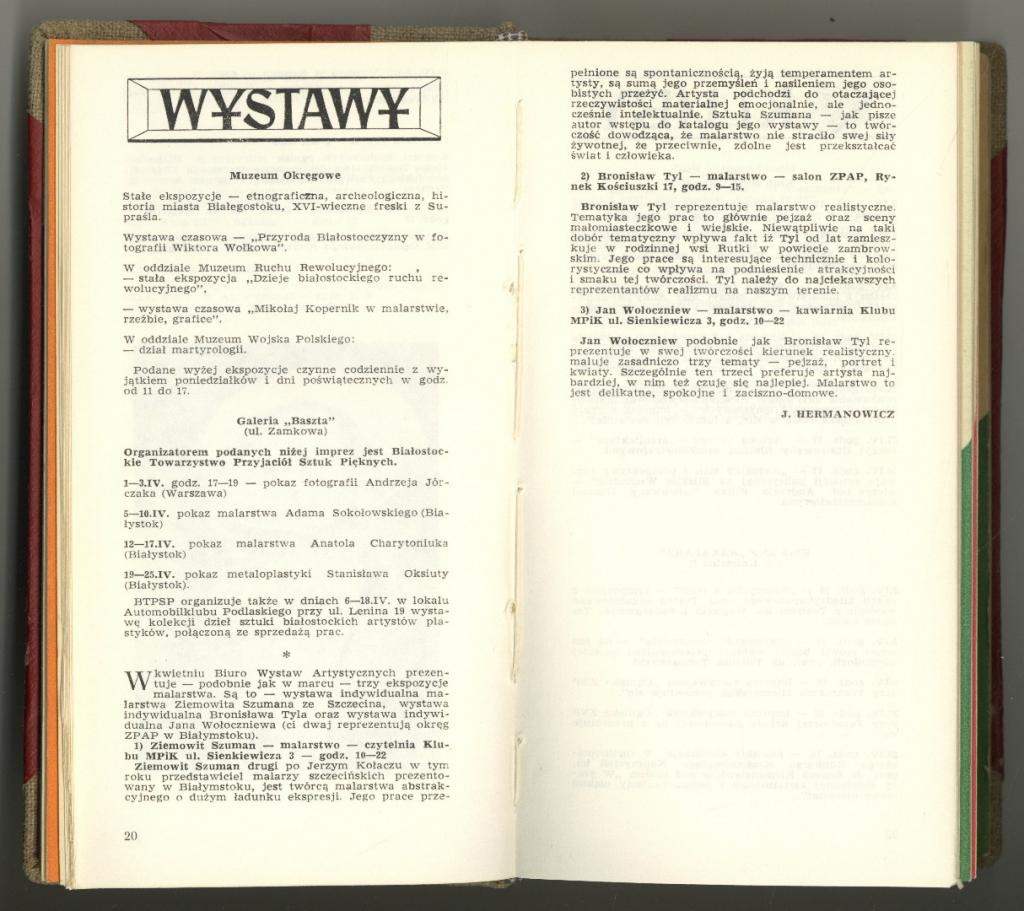 WYSTAWY
Muzeum Okręgowe
Stałe ekspozycje — etnograficzna, archeologiczna, hi-
storia miasta Białegostoku, XVI-wieczne freski z Su-
praśla.
Wystawa czasowa — „Przyroda Białostocczyzny w fo-
tografii Wiktora Wołkowa".
W oddziale Muzeum Ruchu Rewolucyjnego:
— stała ekspozycja „Dzieje białostockiego ruchu re-
wolucyjnego",
— wystawa czasowa „Mikołaj Kopernik w malarstwie,
rzeźbie, grafice".
W oddziale Muzeum Wojska Polskiego:
— dział martyrologii.
Podane wyżej ekspozycje czynne codziennie z wy-
jątkiem poniedziałków i dni poświątecznych w godz.
od 11 do 17.
Galeria „Baszta"
(ul. Zamkowa)
Organizatorem podanych niżej imprez jest Białostoc-
kie Towarzystwo Przyjaciół Sztuk Pięknych.
1—3.IV. godz. 17—19 — pokaz fotografii Andrzeja Jór-
czaka (Warszawa)
5—10.IV. pokaz malarstwa Adama Sokołowskiego (Bia-
łystok)
12—17.IV. pokaz malarstwa Anatola Charytoniuka
(Białystok)
19—25.IV. pokaz metaloplastyki Stanisława Oksiuty
(Białystok).
BTPSP organizuje także w dniach 6—18.IV. w lokalu
Automobilklubu Podlaskiego przy ul. Lenina 19 wysta-
wę kolekcji dzieł sztuki białostockich artystów pla-
styków, połączoną ze sprzedażą prac.
*
W kwietniu Biuro Wystaw Artystycznych prezen-
tuje — podobnie jak w marcu — trzy ekspozycje
malarstwa. Są to — wystawa indywidualna ma-
larstwa Ziemowita Szumana ze Szczecina, wystawa
indywidualna Bronisława Tyla oraz wystawa indywi-
dualna Jana Wołoczniewa (ci dwaj reprezentują okręg
ZPAP w Białymstoku).
1) Ziemowit Szuman — malarstwo — czytelnia Klu-
bu MPiK ul. Sienkiewicza 3 — godz. 10—22
Ziemowit Szuman drugi po Jerzym Kołaczu w tym
roku przedstawiciel malarzy szczecińskich prezento-
wany w Białymstoku, jest twórcą malarstwa abstrak-
cyjnego o dużym ładunku ekspresji. Jego prace prze-
20
pełnione są spontanicznością, żyją temperamentem ar-
tysty, są sumą jego przemyśleń i nasileniem jego oso-
bistych przeżyć. Artysta podchodzi do otaczającej
rzeczywistości materialnej emocjonalnie, ale jedno-
cześnie intelektualnie. Sztuka Szumana — jak pisze
autor wstępu do katalogu jego wystawy — to twór-
czość dowodząca, że malarstwo nie straciło swej siły
żywotnej, że przeciwnie, zdolne jest przekształcać
świat i człowieka.
2) Bronisław Tyl — malarstwo — salon ZPAP, Ry-
nek Kościuszki 17, godz. 9—15.
Bronisław Tyl reprezentuje malarstwo realistyczne.
Tematyka jego prac to głównie pejzaż oraz sceny
małomiasteczkowe i wiejskie. Niewątpliwie na taki
dobór tematyczny wpływa fakt iż Tyl od lat zamiesz-
kuje w rodzinnej wsi Rutki w powiecie zambrow-
skim. Jego prace są interesujące technicznie i kolo-
rystycznie co wpływa na podniesienie atrakcyjności
i smaku tej twórczości. Tyl należy do najciekawszych
reprezentantów realizmu na naszym terenie.
3) Jan Wołoczniew — malarstwo — kawiarnia Klubu
MPiK ul. Sienkiewicza 3, godz. 10—22
Jan Wołoczniew podobnie jak Bronisław Tyl re-
prezentuje w swej twórczości kierunek realistyczny.
maluje zasadniczo trzy tematy — pejzaż, portret i
kwiaty. Szczególnie ten trzeci preferuje artysta naj-
bardziej, w nim też czuje się najlepiej. Malarstwo to
jest delikatne, spokojne i zaciszno-domowe.
J. HERMANOWICZ